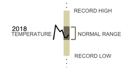 RECORD HIGH
2018
TEMPERATURE
NORMAL RANGE
RECORD LOW